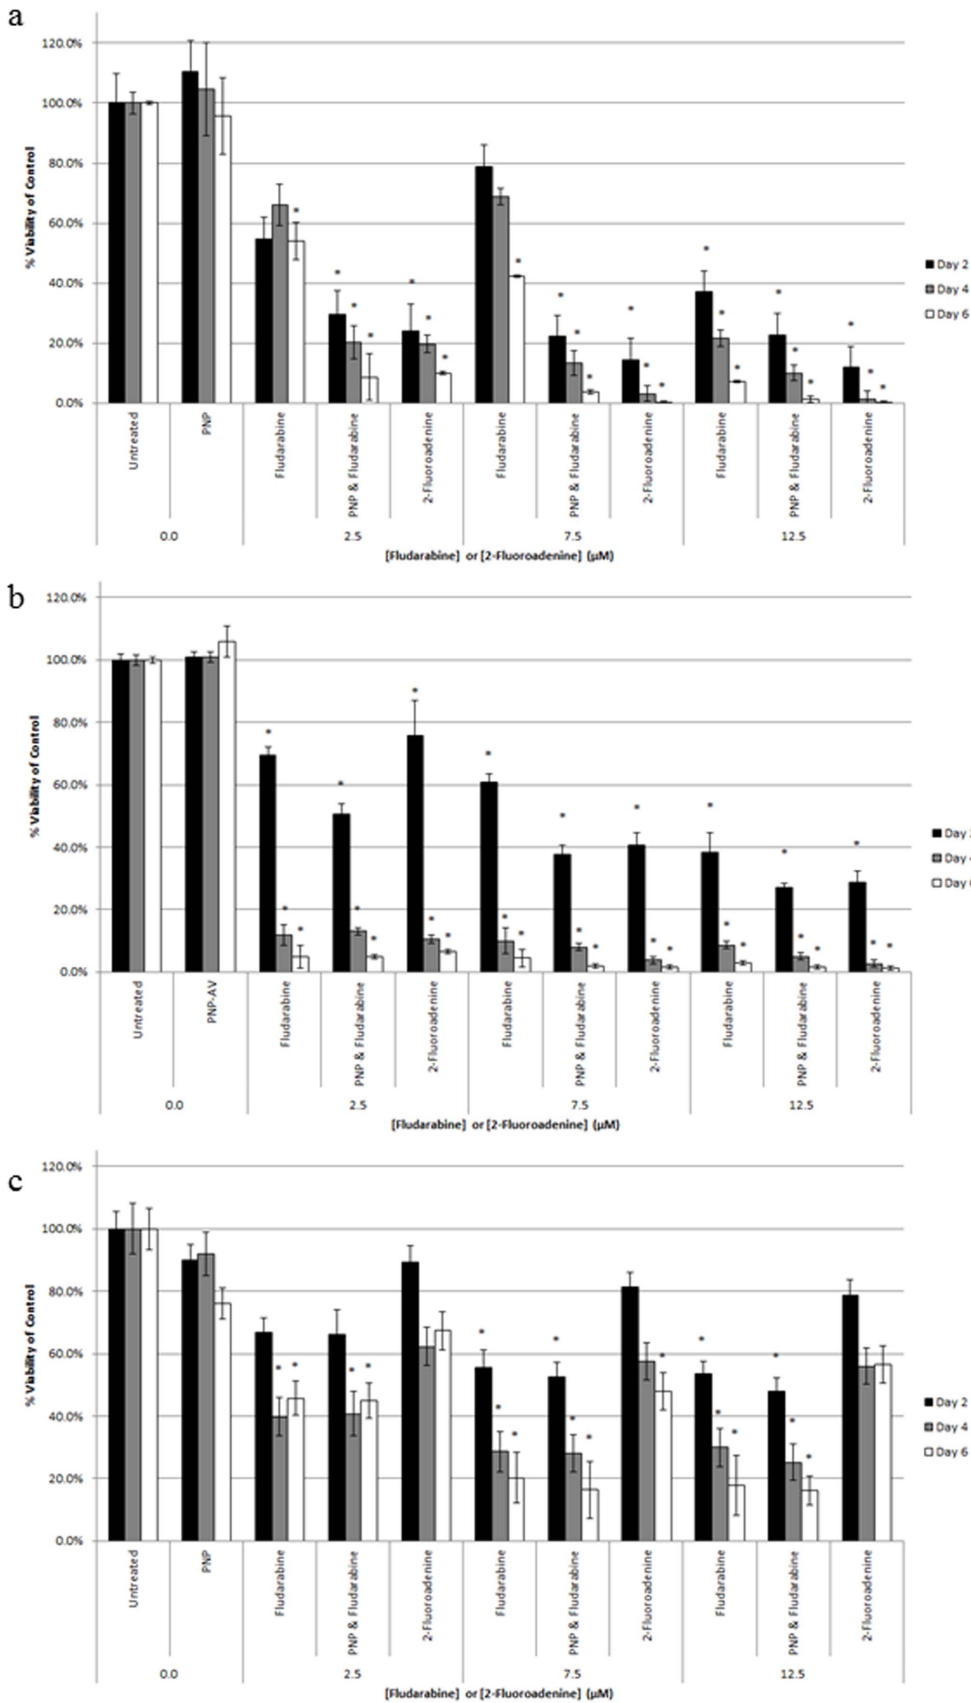 a
120.0%
100.0%
80.0%
60.0%
40.0%
20.0%
0.0%
% Viability of Control
* * * * * * * * * * * * * * * * * * * * * * *
Untreated
PNP
Fludarabine
PNP & Fludarabine
2-Fluoroadenine
Fludarabine
PNP & Fludarabine
2-Fluoroadenine
Fludarabine
PNP & Fludarabine
2-Fluoroadenine
0.0 2.5 7.5 12.5
[Fludarabine] or [2-Fluoroadenine] (µM)
Day 2
Day 4
Day 6
b
120.0%
100.0%
80.0%
60.0%
40.0%
20.0%
0.0%
% Viability of Control
* * * * * * * * * * * * * * * * * * * * * * * * * * *
Untreated
PNP-AV
Fludarabine
PNP & Fludarabine
2-Fluoroadenine
Fludarabine
PNP & Fludarabine
2-Fluoroadenine
Fludarabine
PNP & Fludarabine
2-Fluoroadenine
0.0 2.5 7.5 12.5
[Fludarabine] or [2-Fluoroadenine] (µM)
Day
Day
Day
c
120.0%
100.0%
80.0%
60.0%
40.0%
20.0%
0.0%
% Viability of Control
* * * * * * * * * * * * * * * * *
Untreated
PNP
Fludarabine
PNP & Fludarabine
2-Fluoroadenine
Fludarabine
PNP & Fludarabine
2-Fluoroadenine
Fludarabine
PNP & Fludarabine
2-Fluoroadenine
0.0 2.5 7.5 12.5
[Fludarabine] or [2-Fluoroadenine] (µM)
Day 2
Day 4
Day 6